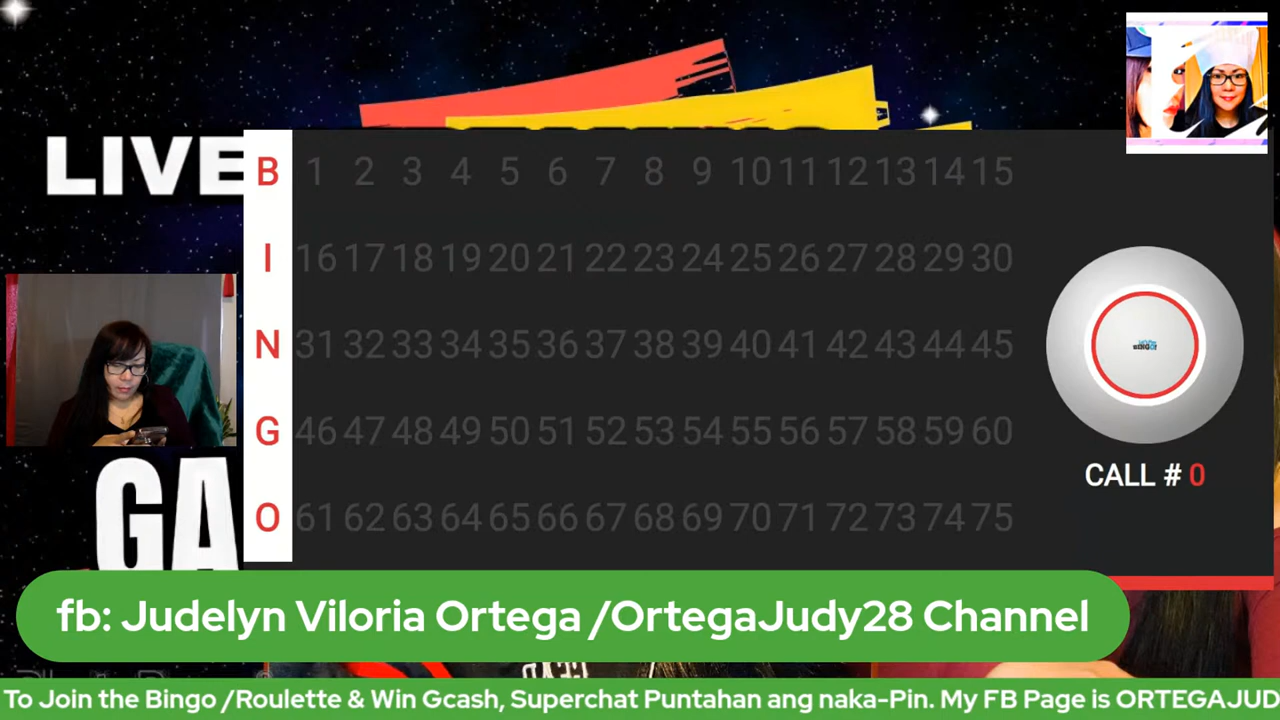 LIVE
B 1 2 3 4 5 6 7 8 9 10 11 12 13 14 15
I 16 17 18 19 20 21 22 23 24 25 26 27 28 29 30
N 31 32 33 34 35 36 37 38 39 40 41 42 43 44 45
G 46 47 48 49 50 51 52 53 54 55 56 57 58 59 60
O 61 62 63 64 65 66 67 68 69 70 71 72 73 74 75
CALL # 0
GA
fb: Judelyn Viloria Ortega /OrtegaJudy28 Channel
To Join the Bingo /Roulette & Win Gcash, Superchat Puntahan ang naka-Pin. My FB Page is ORTEGAJUD